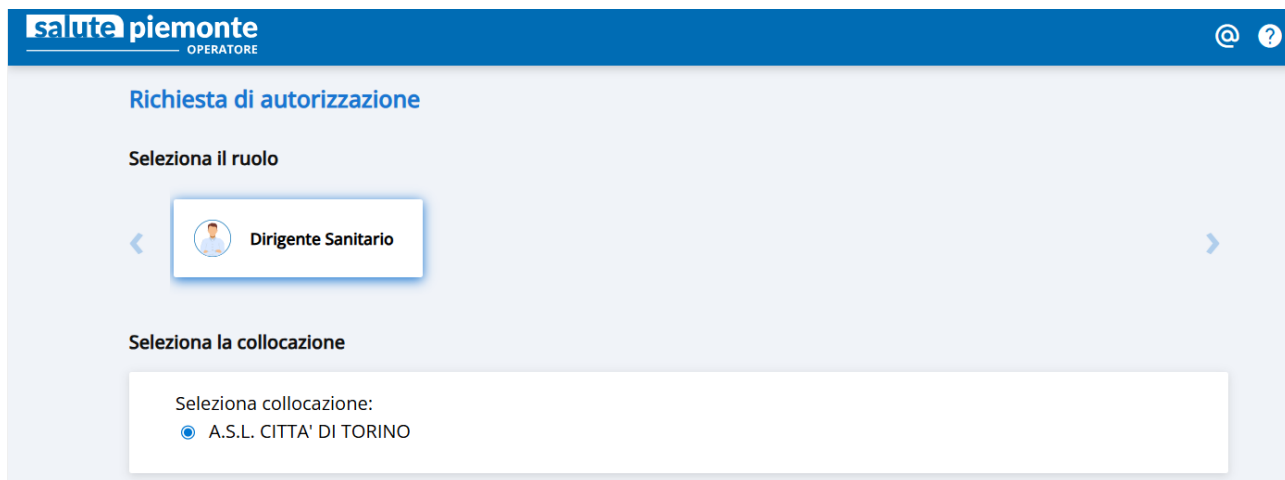 salute piemonte
OPERATORE
@ ?
Richiesta di autorizzazione
Seleziona il ruolo
Dirigente Sanitario
Seleziona la collocazione
Seleziona collocazione:
A.S.L. CITTA' DI TORINO